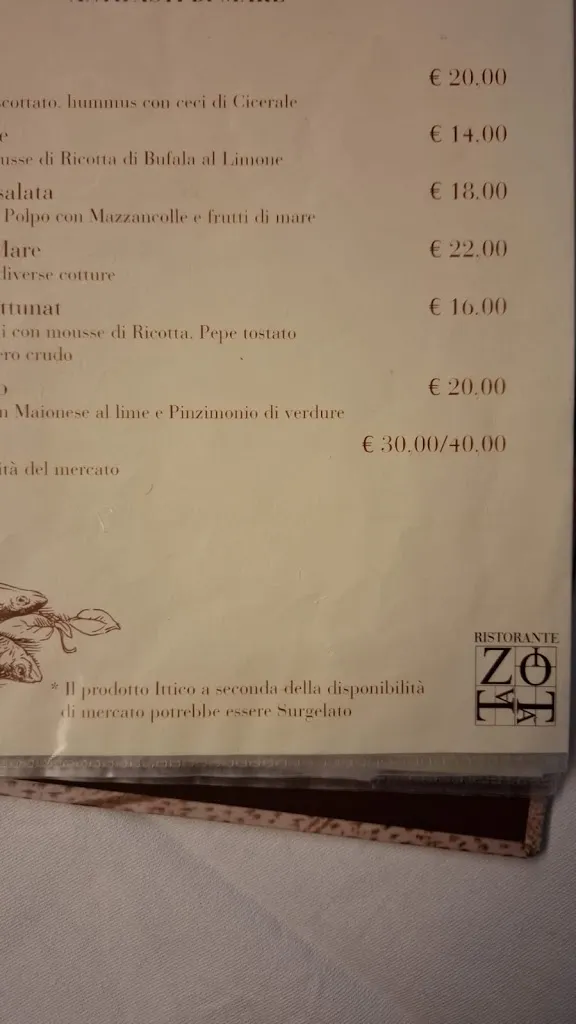 € 20.00
scottato. hummus con ceci di Cicerale
e € 14.00
usse di Ricotta di Bufala al Limone
salata € 18.00
Polpo con Mazzancolle e frutti di mare
Mare € 22.00
diverse cotture
ttunat € 16.00
i con mousse di Ricotta. Pepe tostato
ero crudo
o € 20.00
n Maionese al lime e Pinzimonio di verdure
€ 30.00/40.00
ità del mercato
* Il prodotto Ittico a seconda della disponibilità
di mercato potrebbe essere Surgelato
RISTORANTE